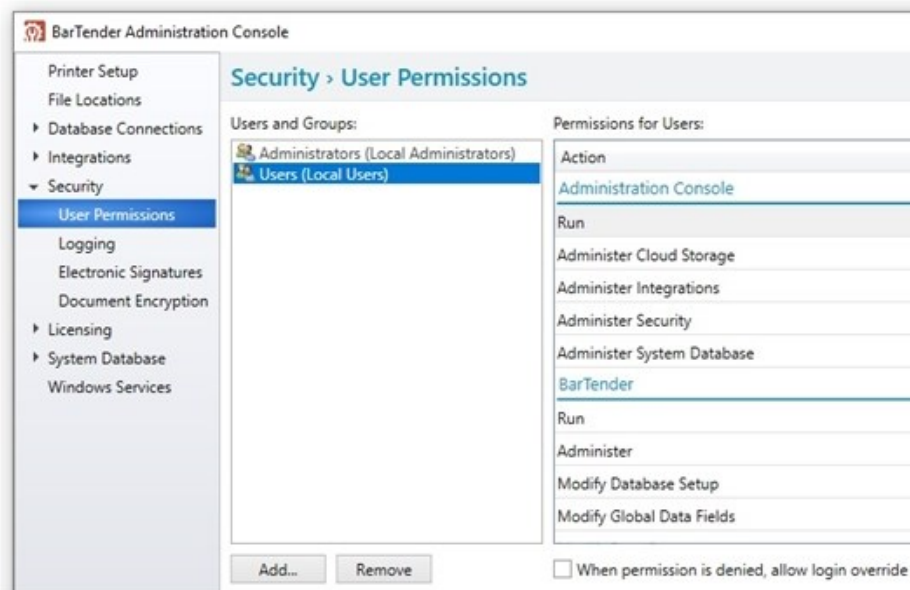 BarTender Administration Console
Printer Setup
File Locations
Database Connections
Integrations
Security
User Permissions
Logging
Electronic Signatures
Document Encryption
Licensing
System Database
Windows Services
Security › User Permissions
Users and Groups:
Administrators (Local Administrators)
Users (Local Users)
Add...
Remove
Permissions for Users:
Action
Administration Console
Run
Administer Cloud Storage
Administer Integrations
Administer Security
Administer System Database
BarTender
Run
Administer
Modify Database Setup
Modify Global Data Fields
When permission is denied, allow login override